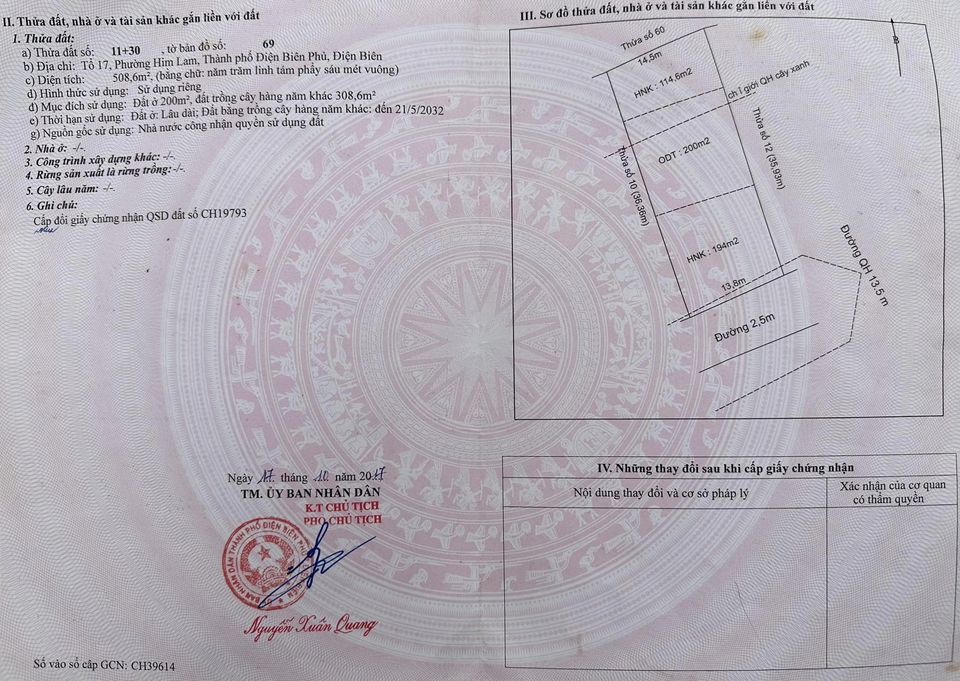 II. Thửa đất, nhà ở và tài sản khác gắn liền với đất
1. Thửa đất:
a) Thửa đất số: 11+30 , tờ bản đồ số: 69
b) Địa chỉ: Tổ 17, Phường Him Lam, Thành phố Điện Biên Phủ, Điện Biên
c) Diện tích: 508,6m², (bằng chữ: năm trăm linh tám phẩy sáu mét vuông)
d) Hình thức sử dụng: Sử dụng riêng
đ) Mục đích sử dụng: Đất ở 200m², đất trồng cây hàng năm khác 308,6m²
e) Thời hạn sử dụng: Đất ở: Lâu dài; Đất bằng trồng cây hàng năm khác: đến 21/5/2032
g) Nguồn gốc sử dụng: Nhà nước công nhận quyền sử dụng đất
2. Nhà ở: -/-.
3. Công trình xây dựng khác: -/-.
4. Rừng sản xuất là rừng trồng: -/-.
5. Cây lâu năm: -/-.
6. Ghi chú:
Cấp đổi giấy chứng nhận QSD đất số CH19793
Ngày 17 tháng 10 năm 2017
TM. ỦY BAN NHÂN DÂN
K.T CHỦ TỊCH
PHÓ CHỦ TỊCH
BAN NHÂN DÂN THÀNH PHỐ ĐIỆN BIÊN PHỦ
Nguyễn Xuân Quang
Số vào sổ cấp GCN: CH39614
III. Sơ đồ thửa đất, nhà ở và tài sản khác gắn liền với đất
B
Thửa số 60
14,5m
HNK : 114,6m2
chỉ giới QH cây xanh
ODT : 200m2
Thửa số 12 (35,93m)
Thửa số 10 (36,36m)
HNK : 194m2
13,8m
Đường QH 13.5 m
Đường 2,5m
IV. Những thay đổi sau khi cấp giấy chứng nhận
Nội dung thay đổi và cơ sở pháp lý
Xác nhận của cơ quan
có thẩm quyền